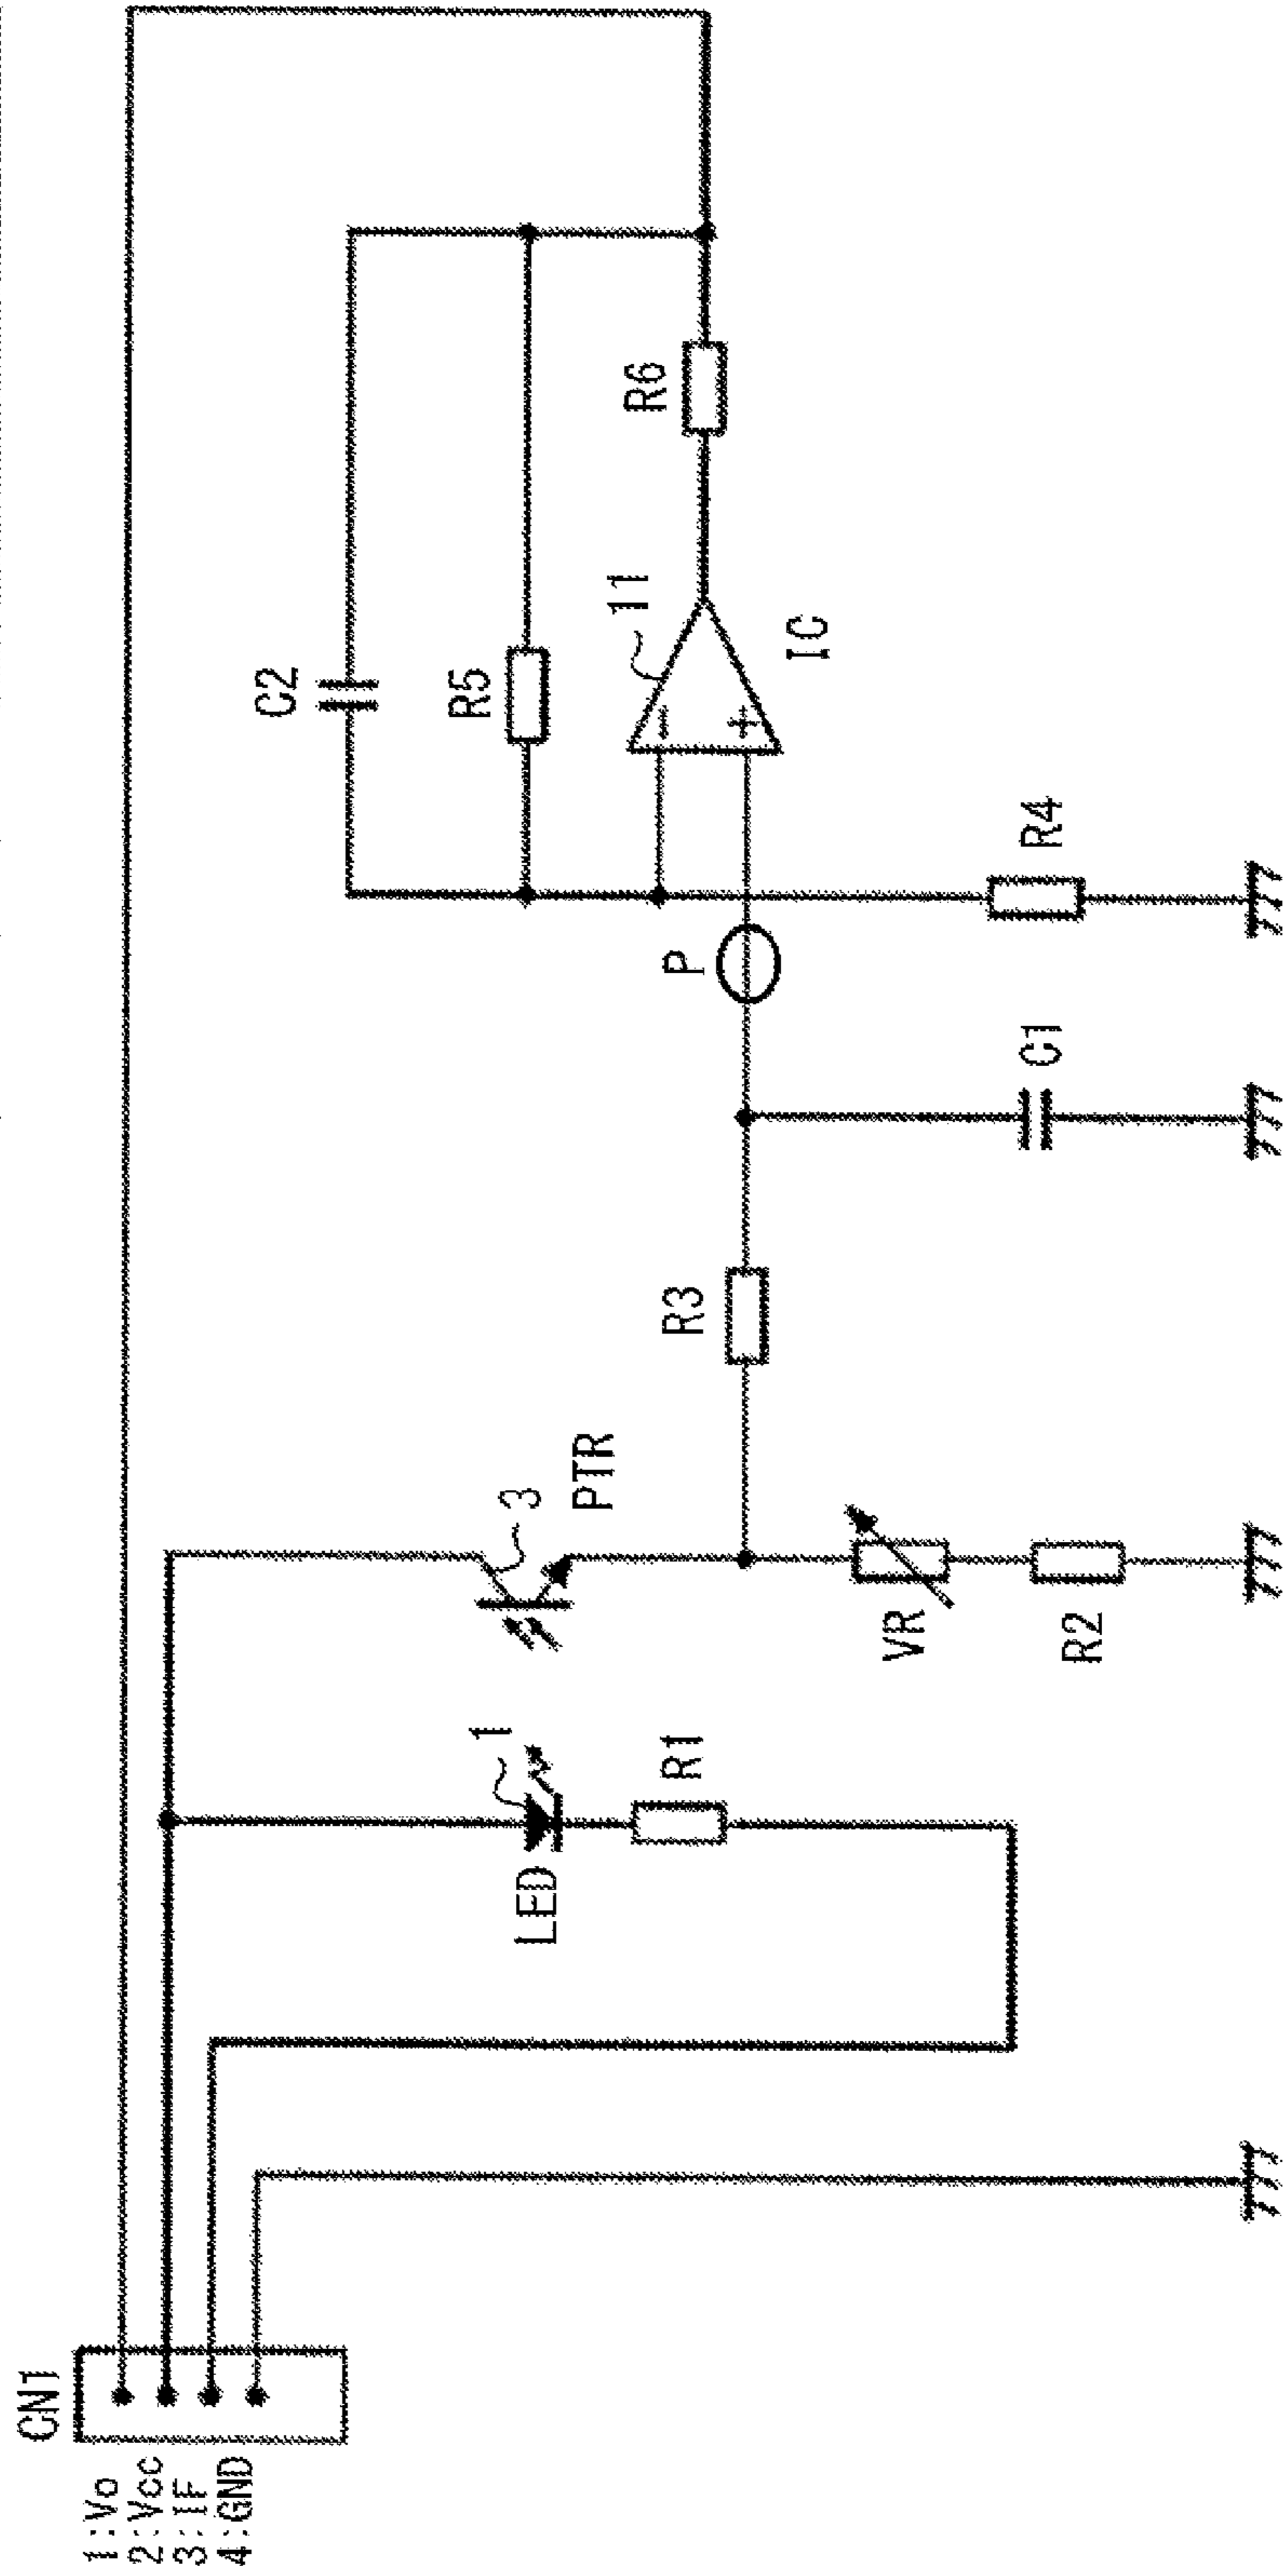 CN1
1:Vo
2:Vcc
3:IF
4:GND
LED
1
R1
3
PTR
VR
R2
R3
C1
P
R4
C2
R5
11
-
+
IC
R6